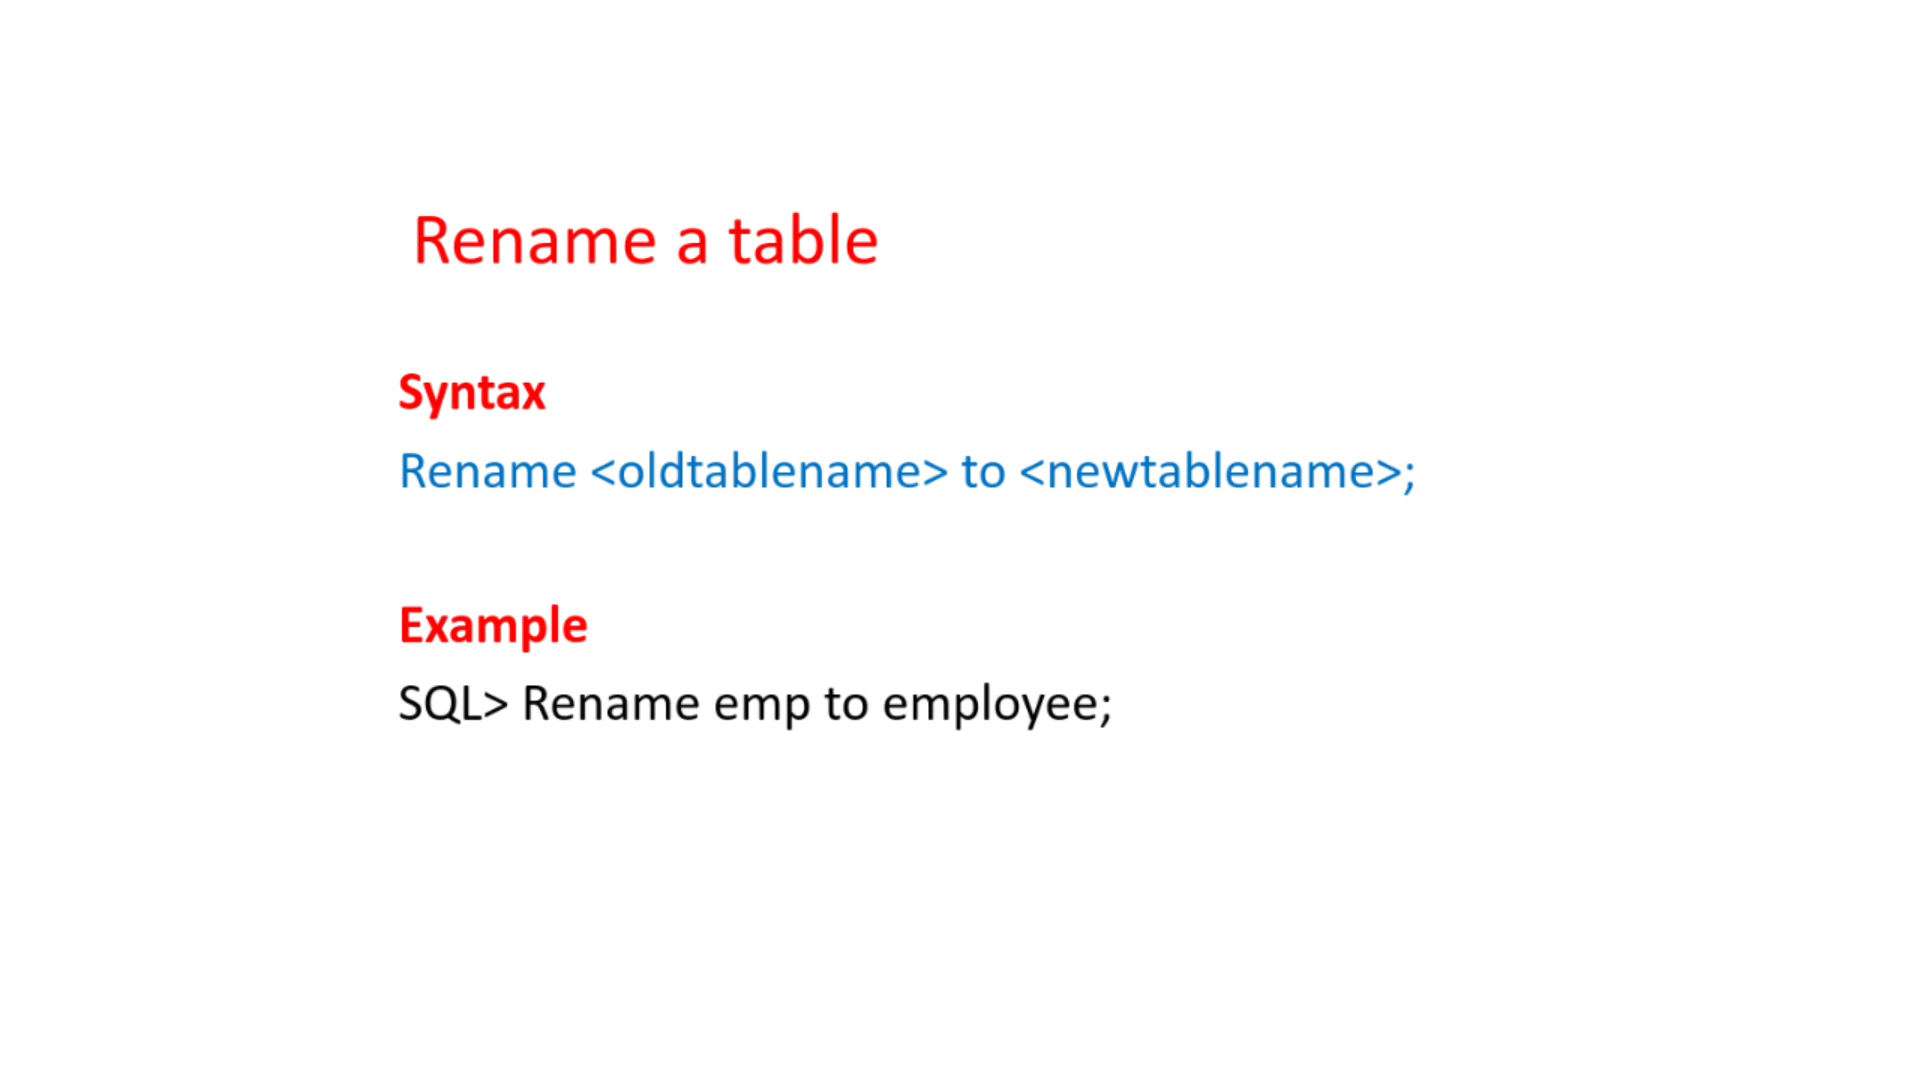 Rename a table
Syntax
Rename <oldtablename> to <newtablename>;
Example
SQL> Rename emp to employee;